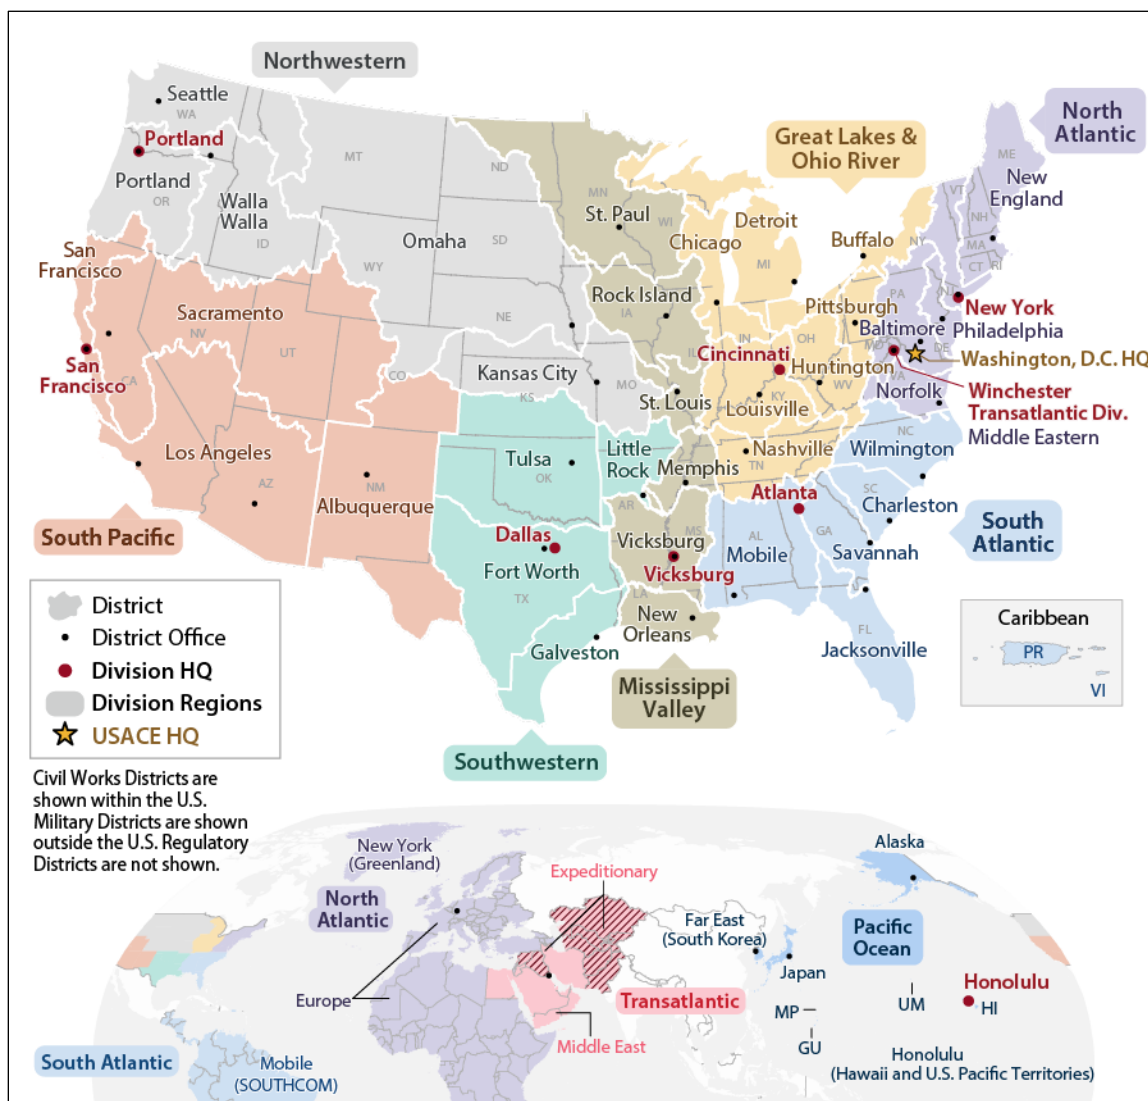 Northwestern
Seattle
WA
Portland
Portland
OR
Walla
Walla
ID
MT
ND
SD
WY
NE
Omaha
MN
St. Paul
WI
Great Lakes &
Ohio River
Chicago
Detroit
MI
Buffalo
NY
North
Atlantic
ME
New
England
VT
NH
MA
CT
RI
San
Francisco
Sacramento
NV
UT
CO
San
Francisco
CA
Rock Island
IA
IL
IN
OH
PA
NJ
Pittsburgh
Baltimore
MD
DE
New York
Philadelphia
Washington, D.C. HQ
Winchester
Transatlantic Div.
Middle Eastern
Kansas City
KS
MO
St. Louis
Cincinnati
Huntington
WV
VA
KY
Louisville
Norfolk
Los Angeles
AZ
NM
Albuquerque
Tulsa
OK
Little
Rock
AR
Memphis
Nashville
TN
NC
Wilmington
SC
Charleston
Atlanta
GA
Savannah
AL
Mobile
South
Atlantic
South Pacific
Dallas
Fort Worth
TX
Vicksburg
MS
Vicksburg
LA
New
Orleans
Galveston
FL
Jacksonville
Mississippi
Valley
Southwestern
Caribbean
PR
VI
District
District Office
Division HQ
Division Regions
USACE HQ
Civil Works Districts are
shown within the U.S.
Military Districts are shown
outside the U.S. Regulatory
Districts are not shown.
New York
(Greenland)
North
Atlantic
Europe
Expeditionary
Transatlantic
Middle East
Far East
(South Korea)
Japan
Alaska
Pacific
Ocean
Honolulu
HI
UM
MP
GU
Honolulu
(Hawaii and U.S. Pacific Territories)
South Atlantic
Mobile
(SOUTHCOM)